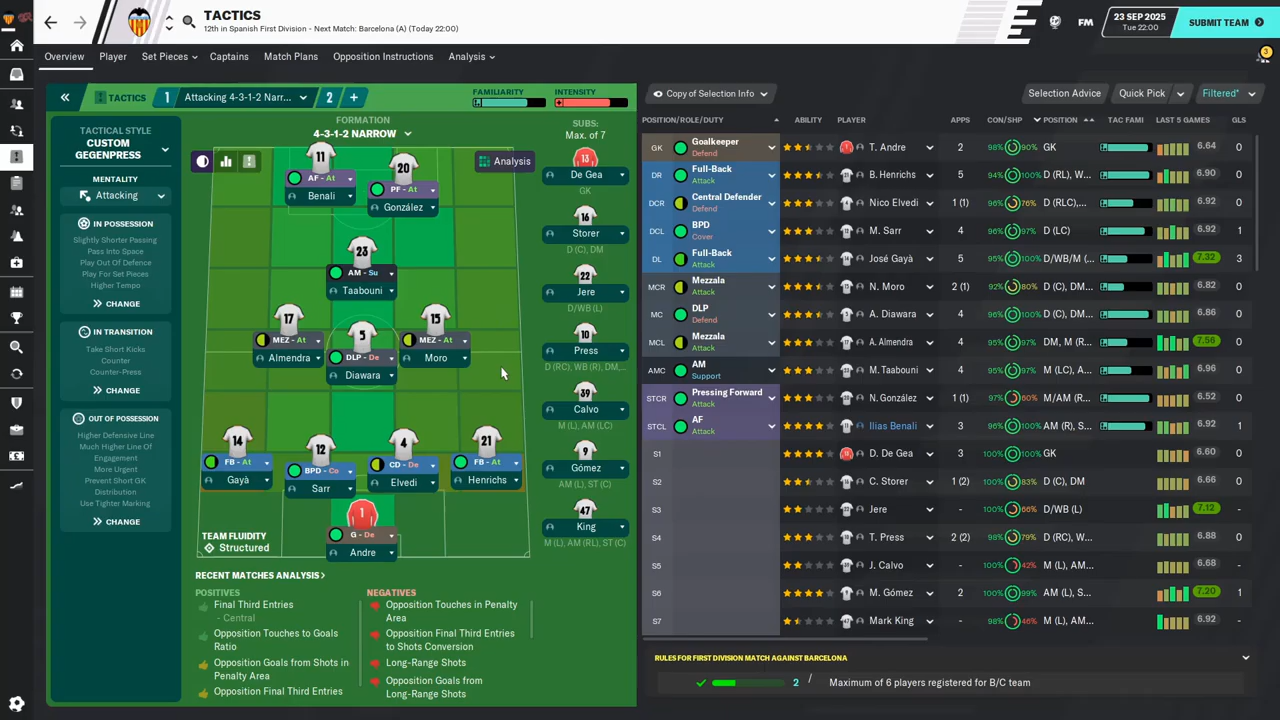 TACTICS
12th in Spanish First Division - Next Match: Barcelona (A) (Today 22:00)
FM
23 SEP 2025
Tue 22:00
SUBMIT TEAM
Overview
Player
Set Pieces
Captains
Match Plans
Opposition Instructions
Analysis
3
TACTICS
1
Attacking 4-3-1-2 Narr...
2
FAMILIARITY
INTENSITY
TACTICAL STYLE
CUSTOM
GEGENPRESS
MENTALITY
Attacking
IN POSSESSION
Slightly Shorter Passing
Pass Into Space
Play Out Of Defence
Play For Set Pieces
Higher Tempo
CHANGE
IN TRANSITION
Take Short Kicks
Counter
Counter-Press
CHANGE
OUT OF POSSESSION
Higher Defensive Line
Much Higher Line Of
Engagement
More Urgent
Prevent Short GK
Distribution
Use Tighter Marking
CHANGE
FORMATION
4-3-1-2 NARROW
Analysis
11
AF - At
Benali
20
PF - At
González
23
AM - Su
Taabouni
17
MEZ - At
Almendra
5
DLP - De
Diawara
15
MEZ - At
Moro
14
FB - At
Gayà
12
BPD - Co
Sarr
4
CD - De
Elvedi
21
FB - At
Henrichs
1
G - De
Andre
TEAM FLUIDITY
Structured
SUBS:
Max. of 7
13
De Gea
GK
16
Storer
D (C), DM
22
Jere
D/WB (L)
10
Press
D (RC), WB (R), DM,...
39
Calvo
M (L), AM (LC)
9
Gómez
AM (L), ST (C)
47
King
M (L), AM (RL), ST (C)
RECENT MATCHES ANALYSIS
POSITIVES
Final Third Entries
- Central
Opposition Touches to Goals
Ratio
Opposition Goals from Shots in
Penalty Area
Opposition Final Third Entries
NEGATIVES
Opposition Touches in Penalty
Area
Opposition Final Third Entries
to Shots Conversion
Long-Range Shots
Opposition Goals from
Long-Range Shots
Copy of Selection Info
Selection Advice
Quick Pick
Filtered*
POSITION/ROLE/DUTY ABILITY PLAYER APPS CON/SHP POSITION TAC FAMI LAST 5 GAMES GLS
GK Goalkeeper Defend T. Andre 2 98% 90% GK 6.64 0
DR Full-Back Attack B. Henrichs 5 94% 100% D (RL), W... 6.90 0
DCR Central Defender Defend Nico Elvedi 1 (1) 96% 76% D (RLC),... 6.92 0
DCL BPD Cover M. Sarr 4 96% 97% D (LC) 6.92 1
DL Full-Back Attack José Gayà 5 95% 100% D/WB/M (... 7.32 3
MCR Mezzala Attack N. Moro 2 (1) 92% 80% D (C), DM... 6.82 0
MC DLP Defend A. Diawara 4 96% 100% D (C), DM... 6.86 0
MCL Mezzala Attack A. Almendra 4 95% 97% DM, M (R... 7.56 1
AMC AM Support M. Taabouni 4 95% 97% M (LC), A... 6.96 0
STCR Pressing Forward Attack N. González 1 (1) 97% 60% M/AM (R... 6.52 0
STCL AF Attack Ilias Benali 3 96% 100% AM (R), S... 6.92 1
S1 D. De Gea 3 100% 100% GK 6.60 0
S2 C. Storer 1 (2) 100% 83% D (C), DM 6.66 0
S3 Jere - 100% 66% D/WB (L) 7.12 -
S4 T. Press 2 (2) 98% 79% D (RC), W... 6.90 0
S5 J. Calvo - 100% 42% M (L), AM... 6.68 -
S6 M. Gómez 2 100% 99% AM (L), S... 7.20 1
S7 Mark King - 100% 46% M (L), AM... 6.92 -
RULES FOR FIRST DIVISION MATCH AGAINST BARCELONA
2 / Maximum of 6 players registered for B/C team